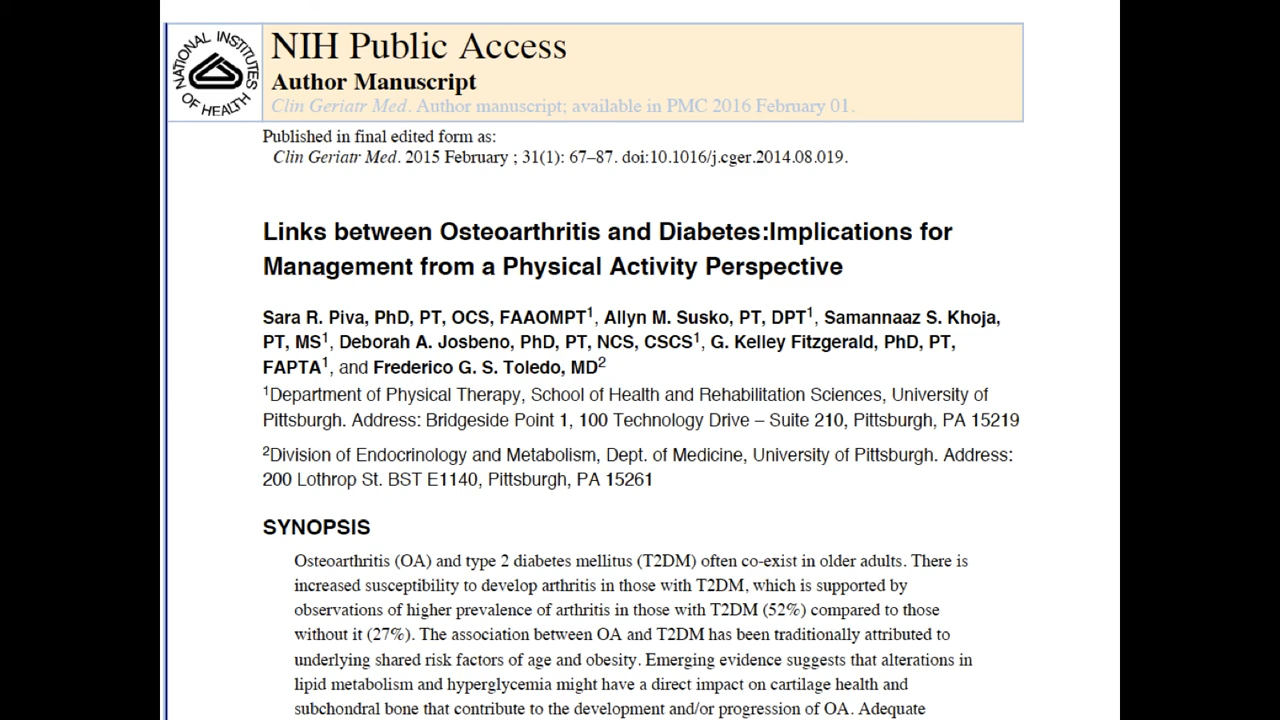 NATIONAL INSTITUTES OF HEALTH
NIH Public Access
Author Manuscript
Clin Geriatr Med. Author manuscript; available in PMC 2016 February 01.
Published in final edited form as:
Clin Geriatr Med. 2015 February ; 31(1): 67–87. doi:10.1016/j.cger.2014.08.019.
Links between Osteoarthritis and Diabetes:Implications for
Management from a Physical Activity Perspective
Sara R. Piva, PhD, PT, OCS, FAAOMPT1, Allyn M. Susko, PT, DPT1, Samannaaz S. Khoja,
PT, MS1, Deborah A. Josbeno, PhD, PT, NCS, CSCS1, G. Kelley Fitzgerald, PhD, PT,
FAPTA1, and Frederico G. S. Toledo, MD2
1Department of Physical Therapy, School of Health and Rehabilitation Sciences, University of
Pittsburgh. Address: Bridgeside Point 1, 100 Technology Drive – Suite 210, Pittsburgh, PA 15219
2Division of Endocrinology and Metabolism, Dept. of Medicine, University of Pittsburgh. Address:
200 Lothrop St. BST E1140, Pittsburgh, PA 15261
SYNOPSIS
Osteoarthritis (OA) and type 2 diabetes mellitus (T2DM) often co-exist in older adults. There is
increased susceptibility to develop arthritis in those with T2DM, which is supported by
observations of higher prevalence of arthritis in those with T2DM (52%) compared to those
without it (27%). The association between OA and T2DM has been traditionally attributed to
underlying shared risk factors of age and obesity. Emerging evidence suggests that alterations in
lipid metabolism and hyperglycemia might have a direct impact on cartilage health and
subchondral bone that contribute to the development and/or progression of OA. Adequate